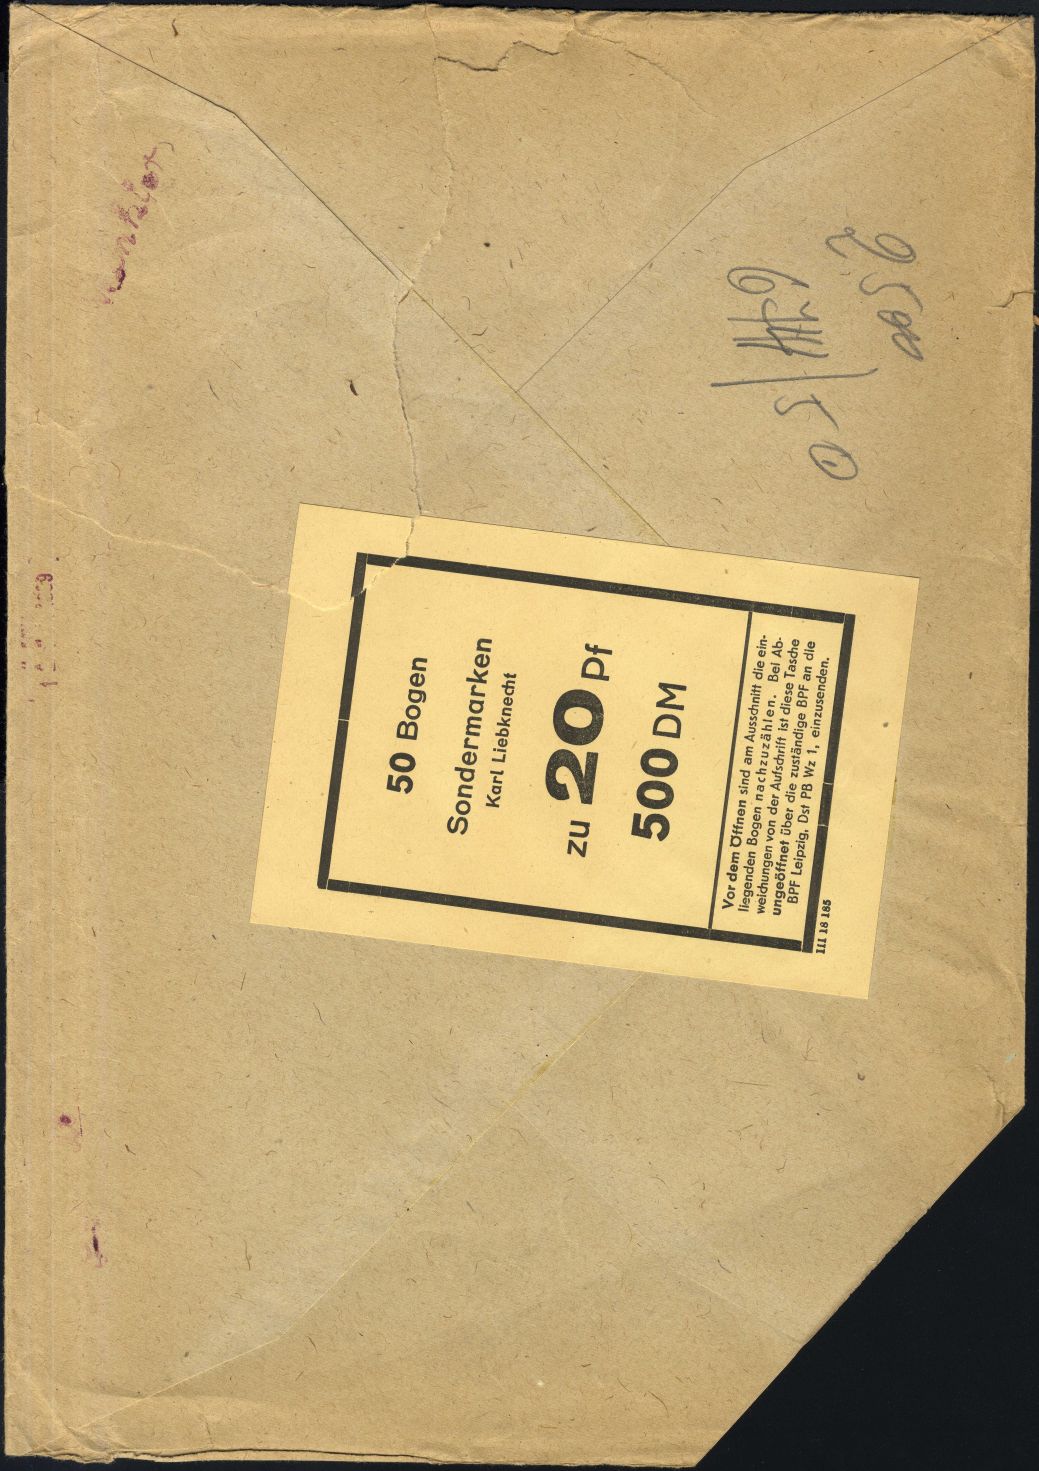 50 Bogen
Sondermarken
Karl Liebknecht
zu 20 Pf
500 DM
Vor dem Öffnen sind am Ausschnitt die ein-
liegenden Bogen nachzuzählen. Bei Ab-
weichungen von der Aufschrift ist diese Tasche
ungeöffnet über die zuständige BPF an die
BPF Leipzig, Dst PB Wz 1, einzusenden.
III 18 185